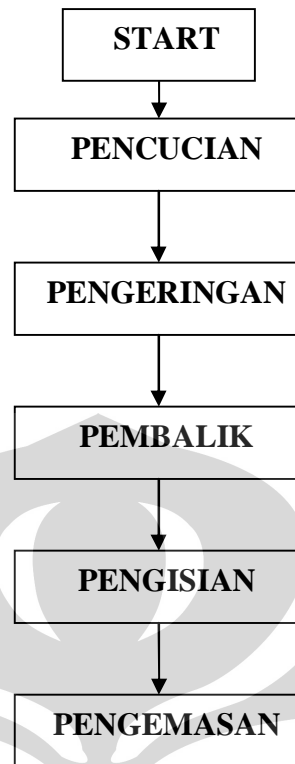 START
PENCUCIAN
PENGERINGAN
PEMBALIK
PENGISIAN
PENGEMASAN